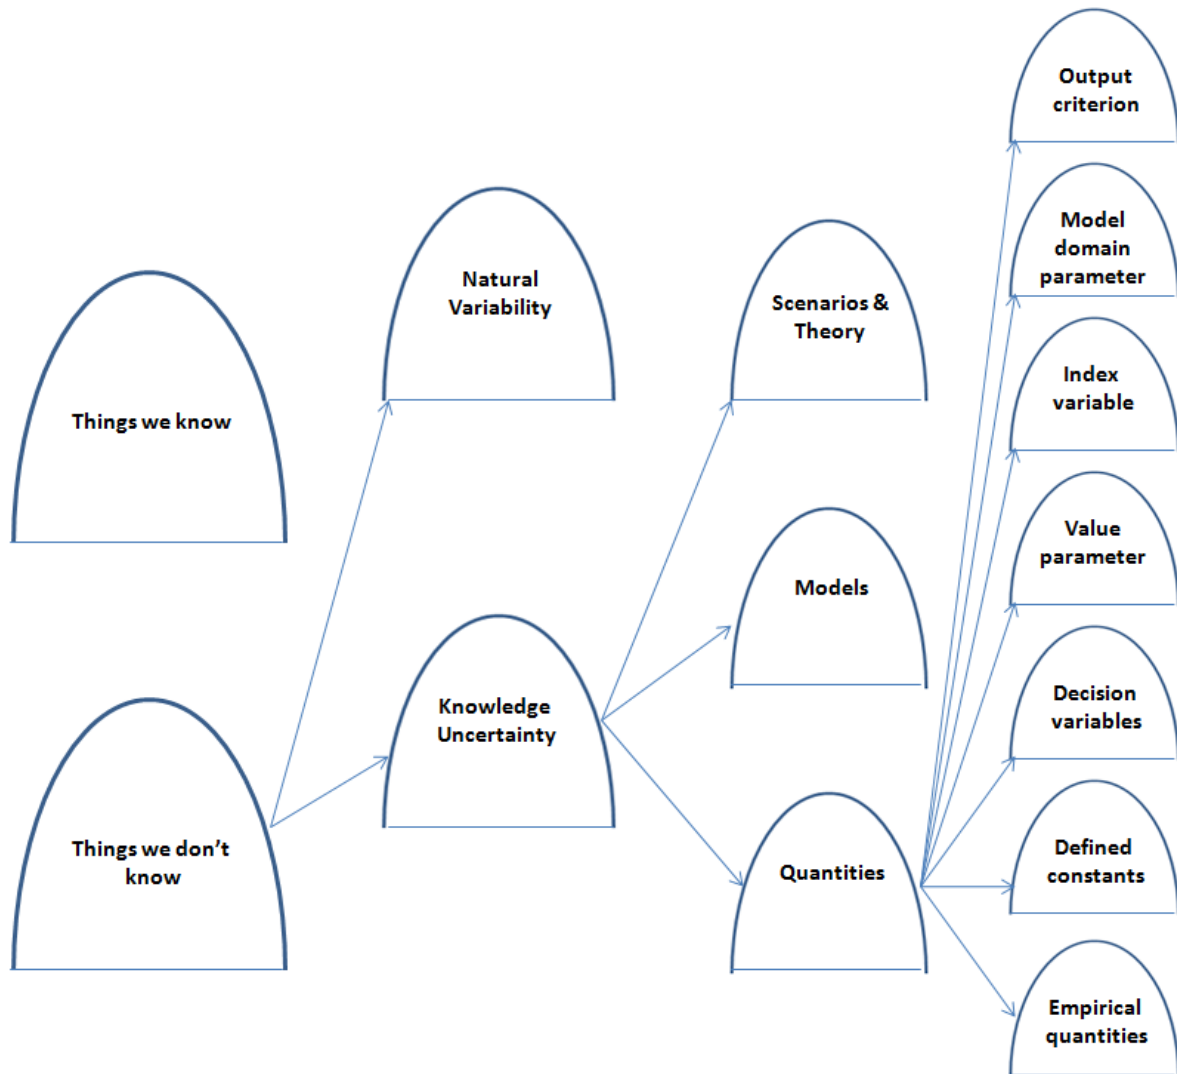 Things we know
Things we don’t
know
Natural
Variability
Knowledge
Uncertainty
Scenarios &
Theory
Models
Quantities
Output
criterion
Model
domain
parameter
Index
variable
Value
parameter
Decision
variables
Defined
constants
Empirical
quantities